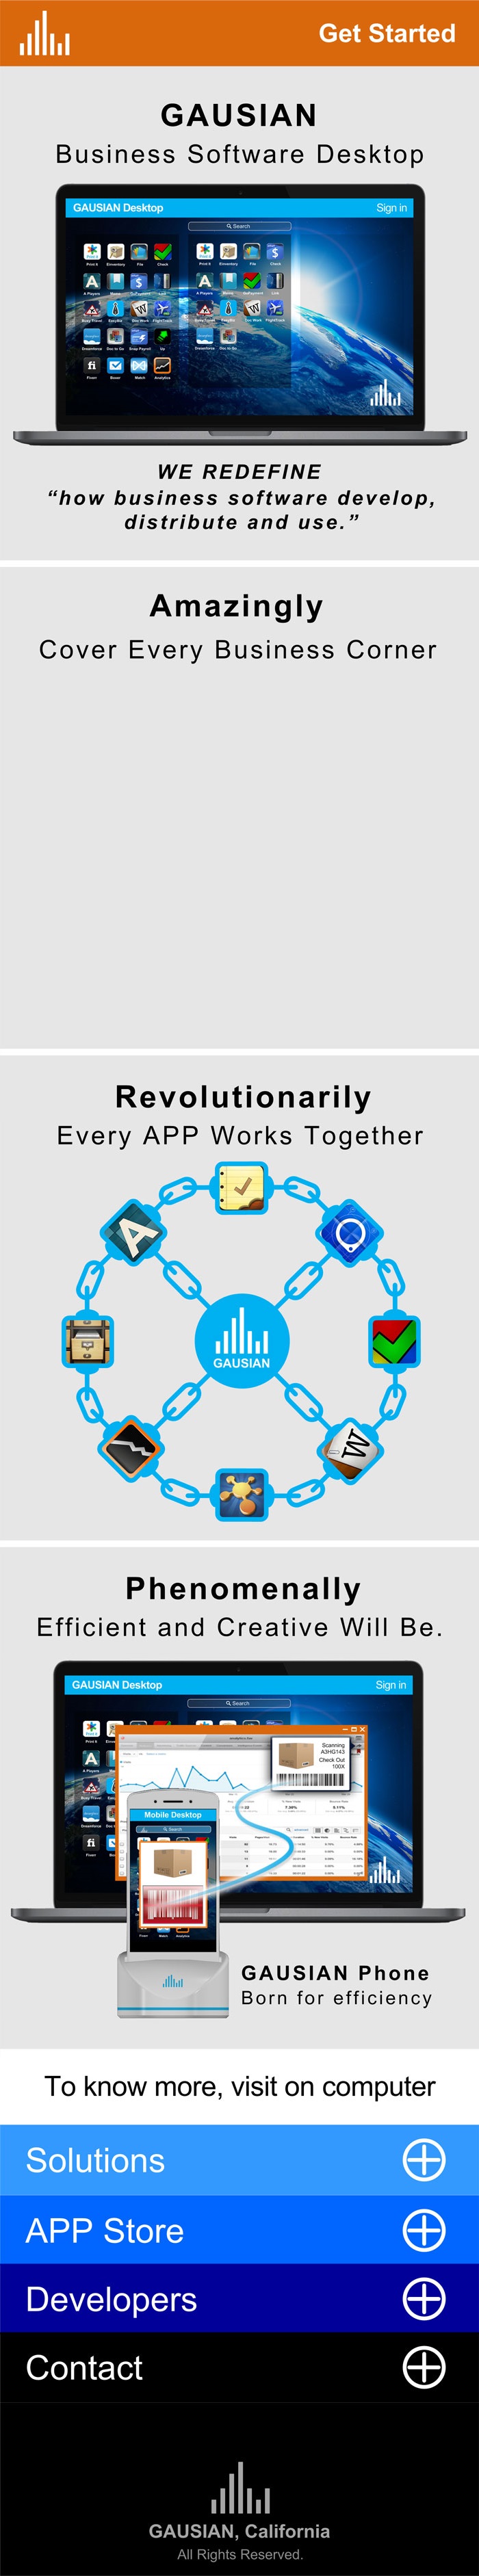 Get Started
GAUSIAN
Business Software Desktop
GAUSIAN Desktop
Sign in
Search
WE REDEFINE
“how business software develop,
distribute and use.”
Amazingly
Cover Every Business Corner
Revolutionarily
Every APP Works Together
GAUSIAN
Phenomenally
Efficient and Creative Will Be.
GAUSIAN Desktop
Sign in
Search
Scanning
A3HG143
Check Out
100X
Mobile Desktop
Search
GAUSIAN Phone
Born for efficiency
To know more, visit on computer
Solutions
APP Store
Developers
Contact
GAUSIAN, California
All Rights Reserved.